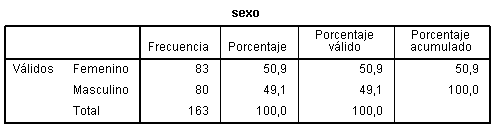 sexo
Frecuencia Porcentaje Porcentaje válido Porcentaje acumulado
Válidos Femenino 83 50,9 50,9 50,9
Masculino 80 49,1 49,1 100,0
Total 163 100,0 100,0